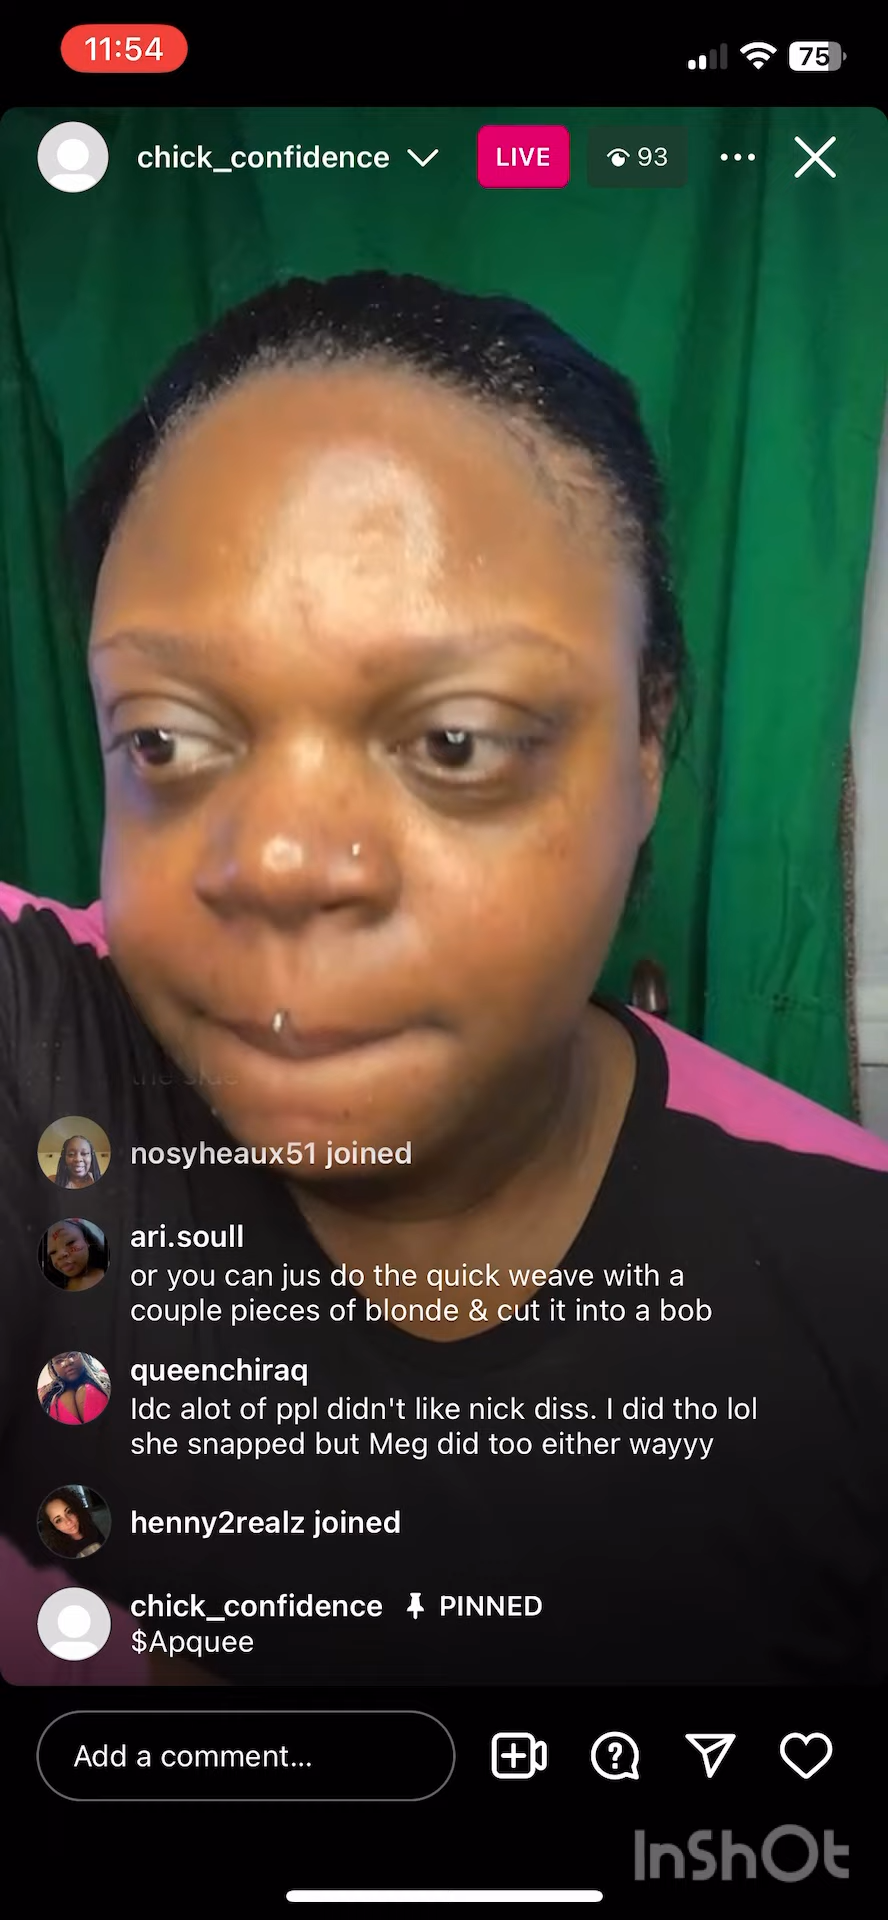 11:54
75
chick_confidence
LIVE
93
nosyheaux51 joined
ari.soull
or you can jus do the quick weave with a
couple pieces of blonde & cut it into a bob
queenchiraq
Idc alot of ppl didn't like nick diss. I did tho lol
she snapped but Meg did too either wayyy
henny2realz joined
chick_confidence PINNED
$Apquee
Add a comment...
InShOt